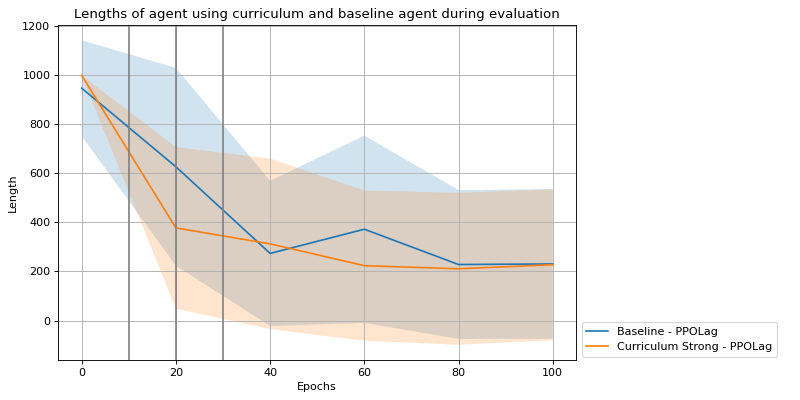 Lengths of agent using curriculum and baseline agent during evaluation
1200
1000
800
600
400
200
0
Length
0 20 40 60 80 100
Epochs
Baseline - PPOLag
Curriculum Strong - PPOLag